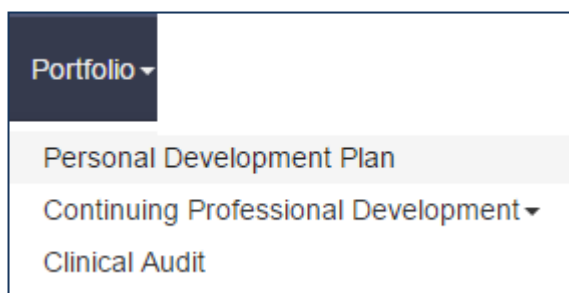 Portfolio
Personal Development Plan
Continuing Professional Development
Clinical Audit